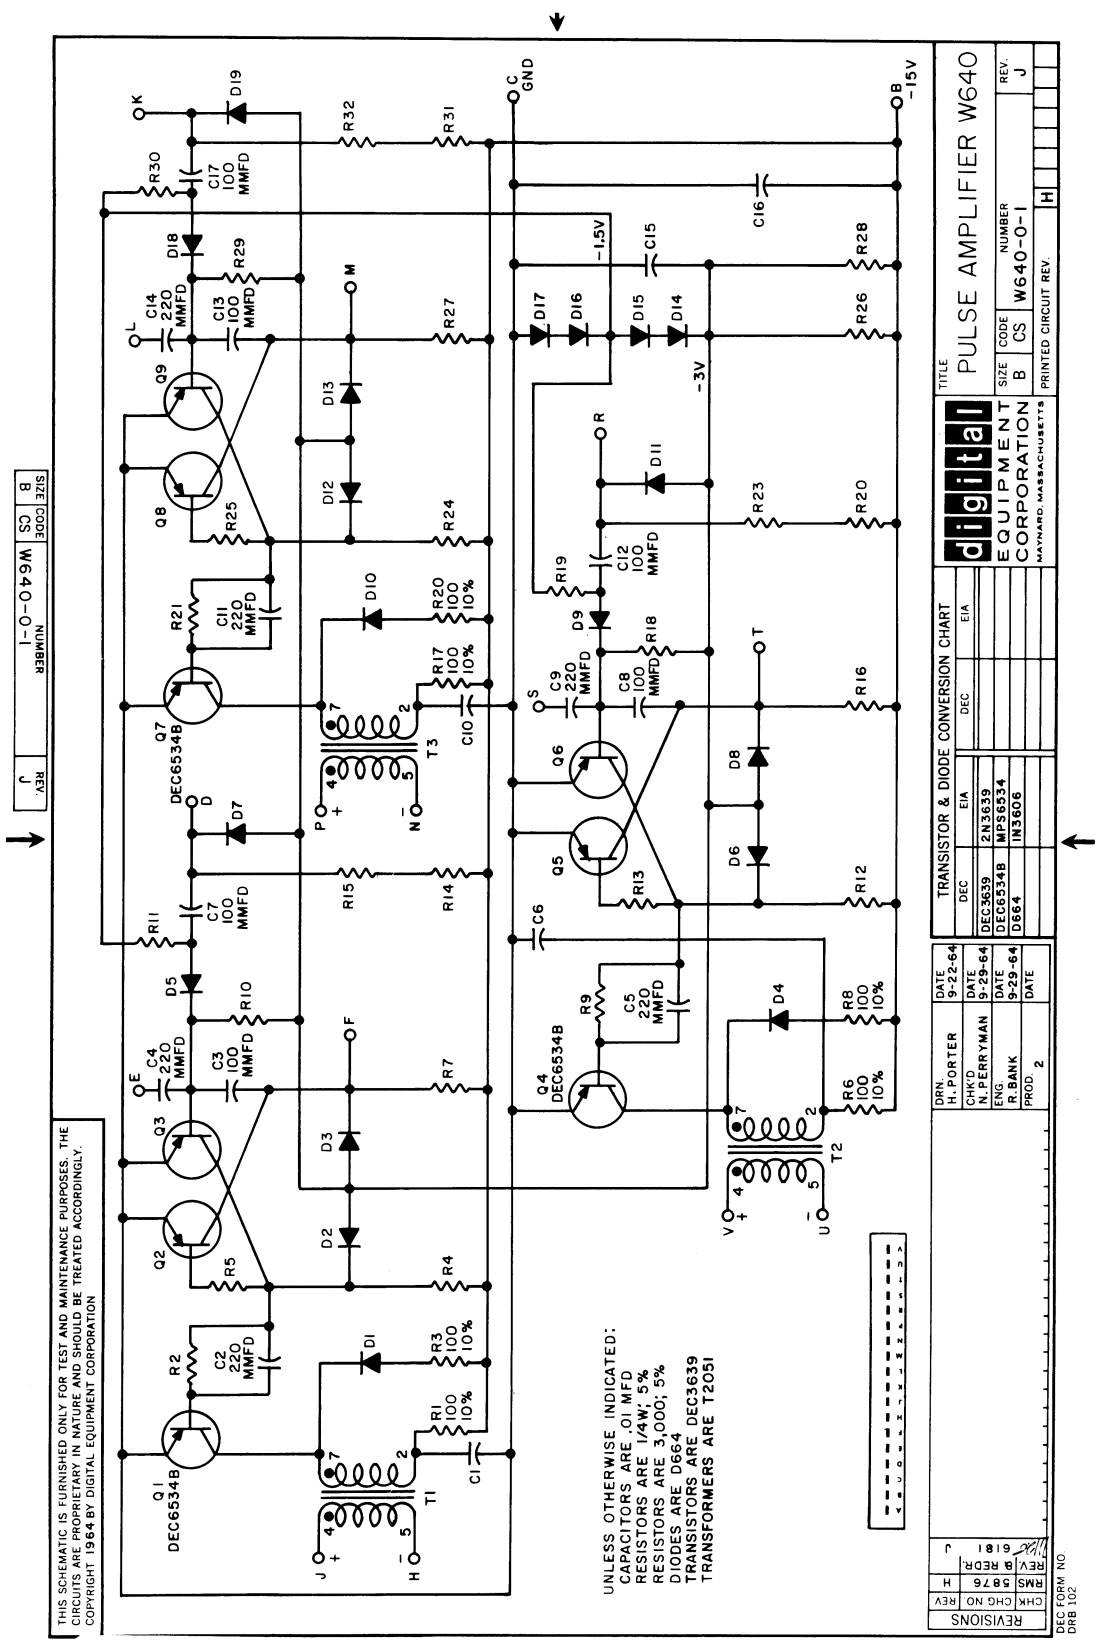 THIS SCHEMATIC IS FURNISHED ONLY FOR TEST AND MAINTENANCE PURPOSES. THE
CIRCUITS ARE PROPRIETARY IN NATURE AND SHOULD BE TREATED ACCORDINGLY.
COPYRIGHT 1964 BY DIGITAL EQUIPMENT CORPORATION
SIZE CODE NUMBER REV.
B CS W640-0-1 J
Q1
DEC6534B
R2
C2
220
MMFD
Q2
Q3
R5
E
C4
220
MMFD
C3
100
MMFD
D5
R10
R11
C7
100
MMFD
D
D7
Q7
DEC6534B
R21
C11
220
MMFD
Q8
Q9
R25
L
C14
220
MMFD
C13
100
MMFD
D18
R29
R30
C17
100
MMFD
K
D19
J
+
4
7
H
-
5
2
T1
D1
R1
100
10%
R3
100
10%
C1
D2
D3
F
R4
R7
R15
R14
P
+
4
7
N
-
5
2
T3
D10
R17
100
10%
R20
100
10%
C10
D12
D13
M
R24
R27
R32
R31
C
GND
Q4
DEC6534B
R9
C5
220
MMFD
C6
Q5
Q6
R13
S
C9
220
MMFD
C8
100
MMFD
D9
R18
R19
C12
100
MMFD
R
D11
D17
D16
D15
D14
-1.5V
-3V
C15
C16
V
+
4
7
U
-
5
2
T2
D4
R6
100
10%
R8
100
10%
D6
D8
T
R12
R16
R23
R20
R26
R28
B
-15V
UNLESS OTHERWISE INDICATED:
CAPACITORS ARE .01 MFD
RESISTORS ARE 1/4W; 5%
RESISTORS ARE 3,000; 5%
DIODES ARE D664
TRANSISTORS ARE DEC3639
TRANSFORMERS ARE T2051
A B C D E F H J K L M N P R S T U V
REVISIONS
CHK CHG NO. REV
RMS 5876 H
REV. & REDR.
6181 J
DRN. DATE
H. PORTER 9-22-64
CHK'D DATE
N. PERRYMAN 9-29-64
ENG. DATE
R. BANK 9-29-64
PROD. DATE
2
TRANSISTOR & DIODE CONVERSION CHART
DEC EIA DEC EIA
DEC3639 2N3639
DEC6534B MPS6534
D664 IN3606
digital
EQUIPMENT
CORPORATION
MAYNARD, MASSACHUSETTS
TITLE
PULSE AMPLIFIER W640
SIZE CODE NUMBER REV.
B CS W640-0-1 J
PRINTED CIRCUIT REV. H
DEC FORM NO.
DRB 102